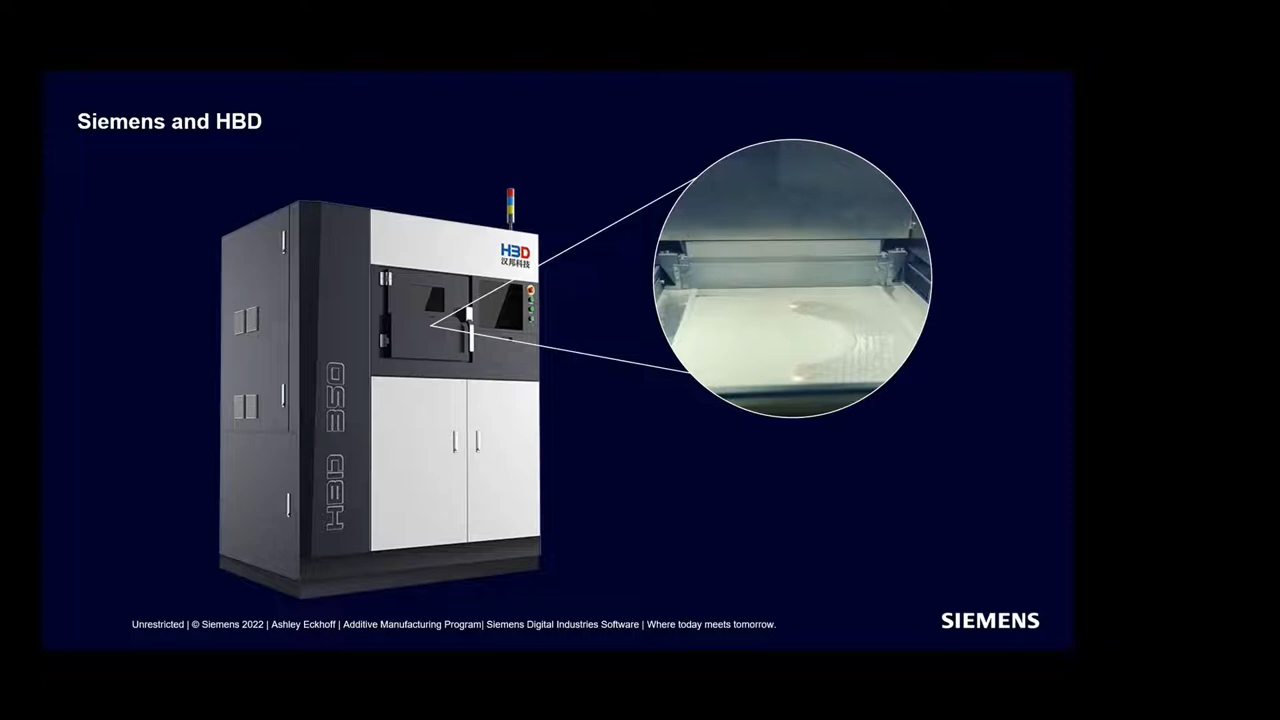 Siemens and HBD
HBD
汉邦科技
HBD 350
Unrestricted | © Siemens 2022 | Ashley Eckhoff | Additive Manufacturing Program| Siemens Digital Industries Software | Where today meets tomorrow.
SIEMENS